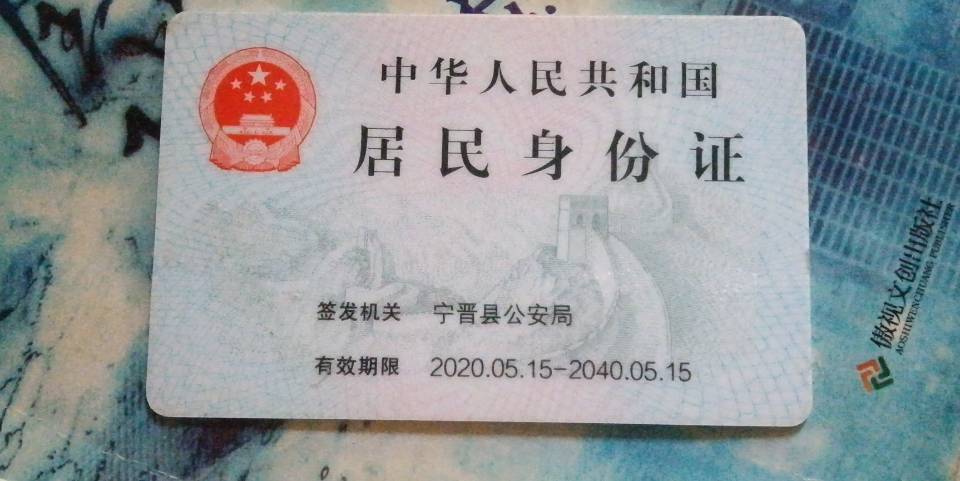 中华人民共和国
居民身份证
签发机关 宁晋县公安局
有效期限 2020.05.15-2040.05.15
傲视文创出版社
AOSHIWENCHUANG PUBLISHER